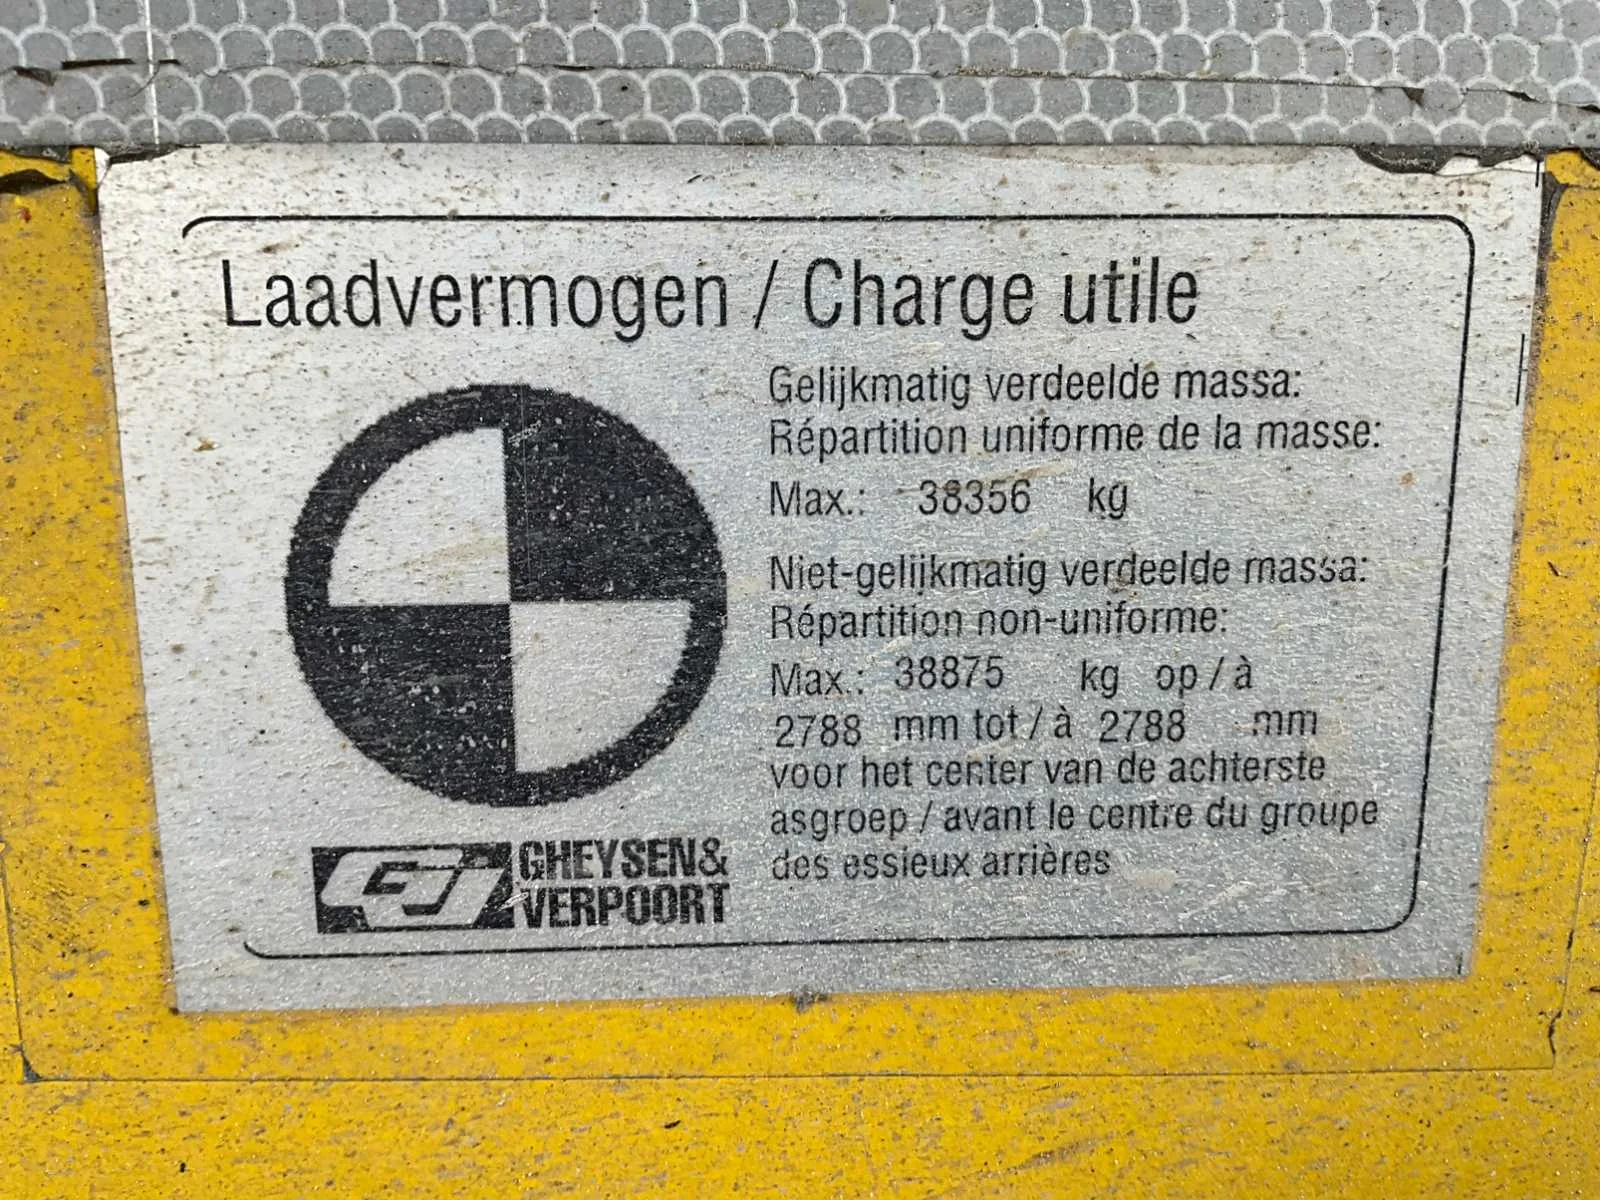 Laadvermogen / Charge utile
Gelijkmatig verdeelde massa:
Répartition uniforme de la masse:
Max.: 38356 kg
Niet-gelijkmatig verdeelde massa:
Répartition non-uniforme:
Max.: 38875 kg op / à
2788 mm tot / à 2788 mm
voor het center van de achterste
asgroep / avant le centre du groupe
des essieux arrières
GHEYSEN&
VERPOORT